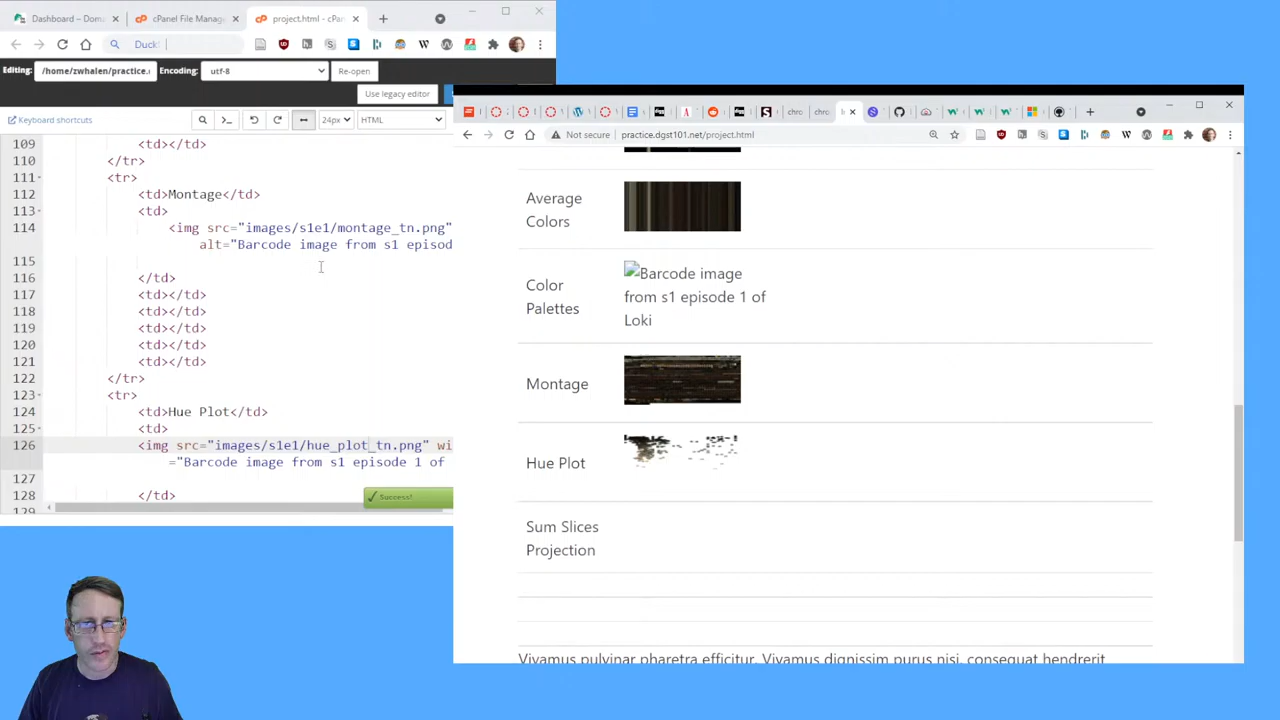 Dashboard – Doma
cPanel File Manag
project.html - cPan
Duck!
Editing:
/home/zwhalen/practice.
Encoding:
utf-8
Re-open
Use legacy editor
Keyboard shortcuts
24px
HTML
109 <td></td>
110 </tr>
111 <tr>
112 <td>Montage</td>
113 <td>
114 <img src="images/s1e1/montage_tn.png"
alt="Barcode image from s1 episod
115
116 </td>
117 <td></td>
118 <td></td>
119 <td></td>
120 <td></td>
121 <td></td>
122 </tr>
123 <tr>
124 <td>Hue Plot</td>
125 <td>
126 <img src="images/s1e1/hue_plot_tn.png" wi
="Barcode image from s1 episode 1 of
127
128 </td>
129
Success!
chro
chro
Not secure
practice.dgst101.net/project.html
Average
Colors
Color
Palettes
Barcode image
from s1 episode 1 of
Loki
Montage
Hue Plot
Sum Slices
Projection
Vivamus pulvinar pharetra efficitur. Vivamus dignissim purus nisi, consequat hendrerit